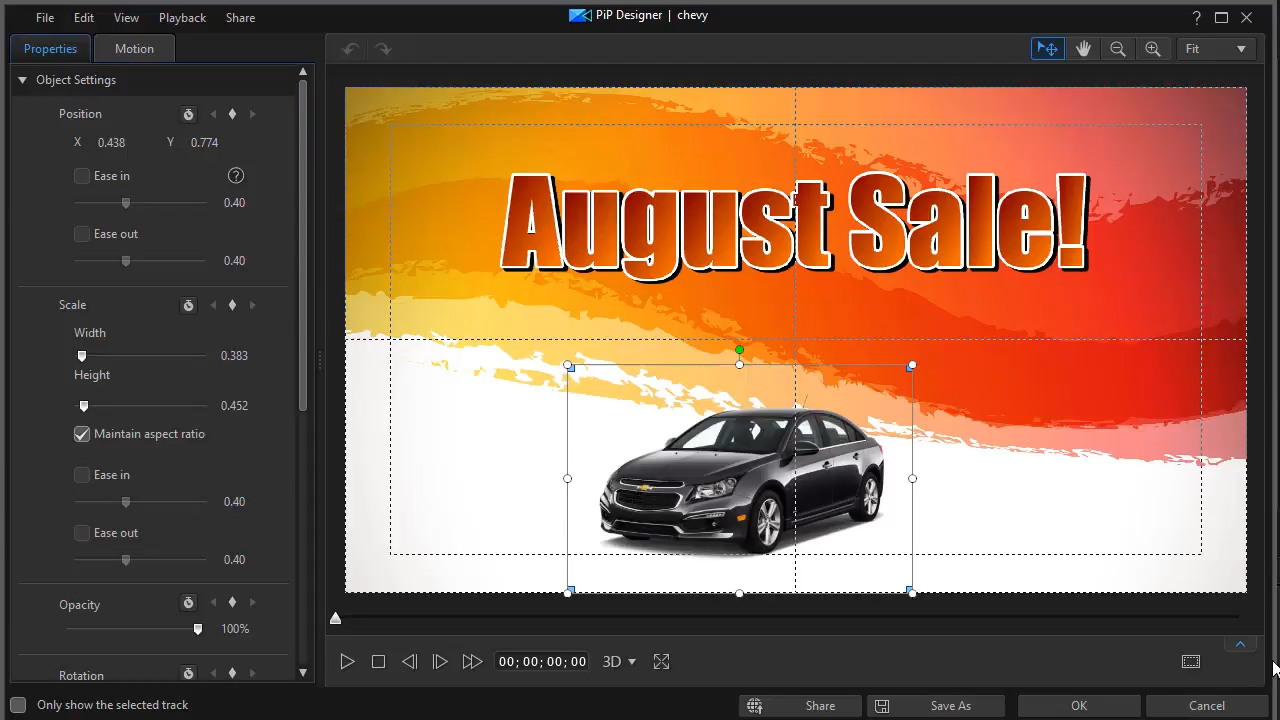 File Edit View Playback Share
PiP Designer | chevy
?
Properties Motion
Fit
Object Settings
Position
X 0.438 Y 0.774
Ease in ?
0.40
Ease out
0.40
Scale
Width
0.383
Height
0.452
Maintain aspect ratio
Ease in
0.40
Ease out
0.40
Opacity
100%
Rotation
August Sale!
00; 00; 00; 00 3D
Only show the selected track
Share Save As OK Cancel